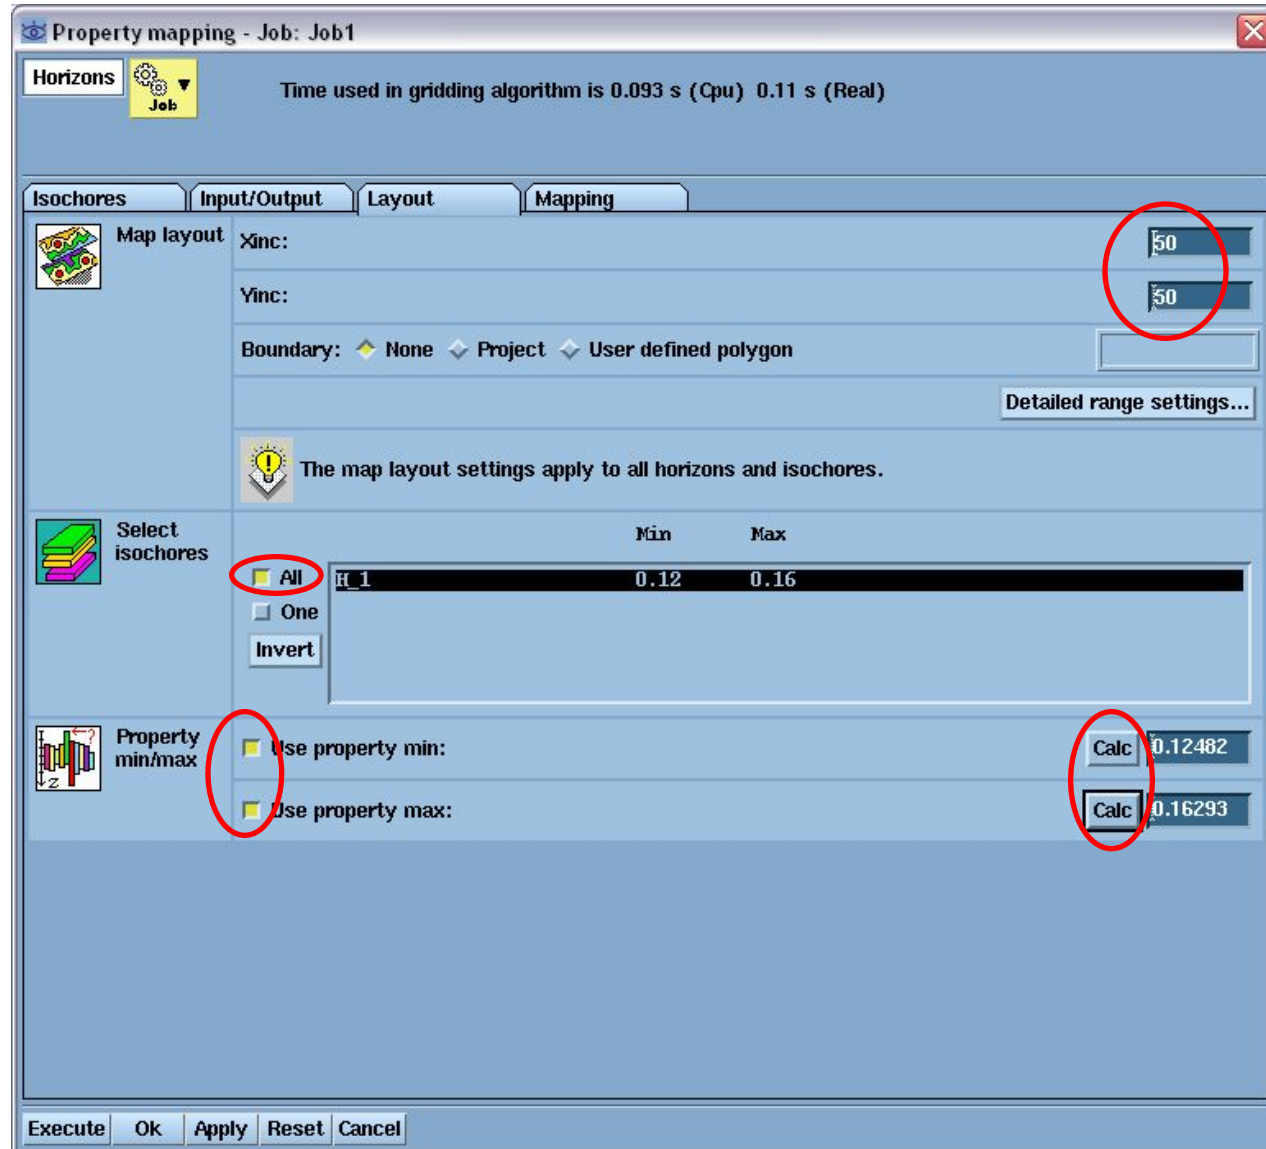 Property mapping - Job: Job1
Horizons
Job
Time used in gridding algorithm is 0.093 s (Cpu) 0.11 s (Real)
Isochores Input/Output Layout Mapping
Map layout Xinc: 50
Yinc: 50
Boundary: None Project User defined polygon
Detailed range settings...
The map layout settings apply to all horizons and isochores.
Select isochores
Min Max
All H_1 0.12 0.16
One
Invert
Property min/max
Use property min: Calc 0.12482
Use property max: Calc 0.16293
?
z
Execute Ok Apply Reset Cancel